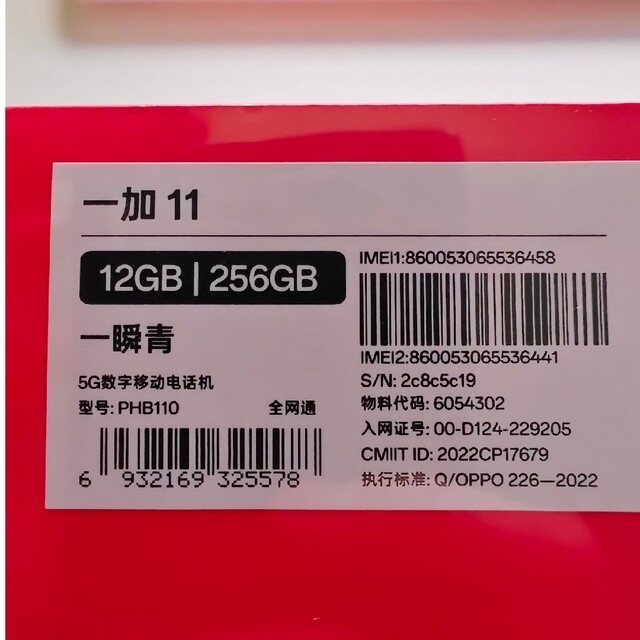 一加 11
12GB | 256GB
一瞬青
5G数字移动电话机
型号: PHB110 全网通
6 932169 325578
IMEI1:860053065536458
IMEI2:860053065536441
S/N: 2c8c5c19
物料代码: 6054302
入网证号: 00-D124-229205
CMIIT ID: 2022CP17679
执行标准: Q/OPPO 226—2022